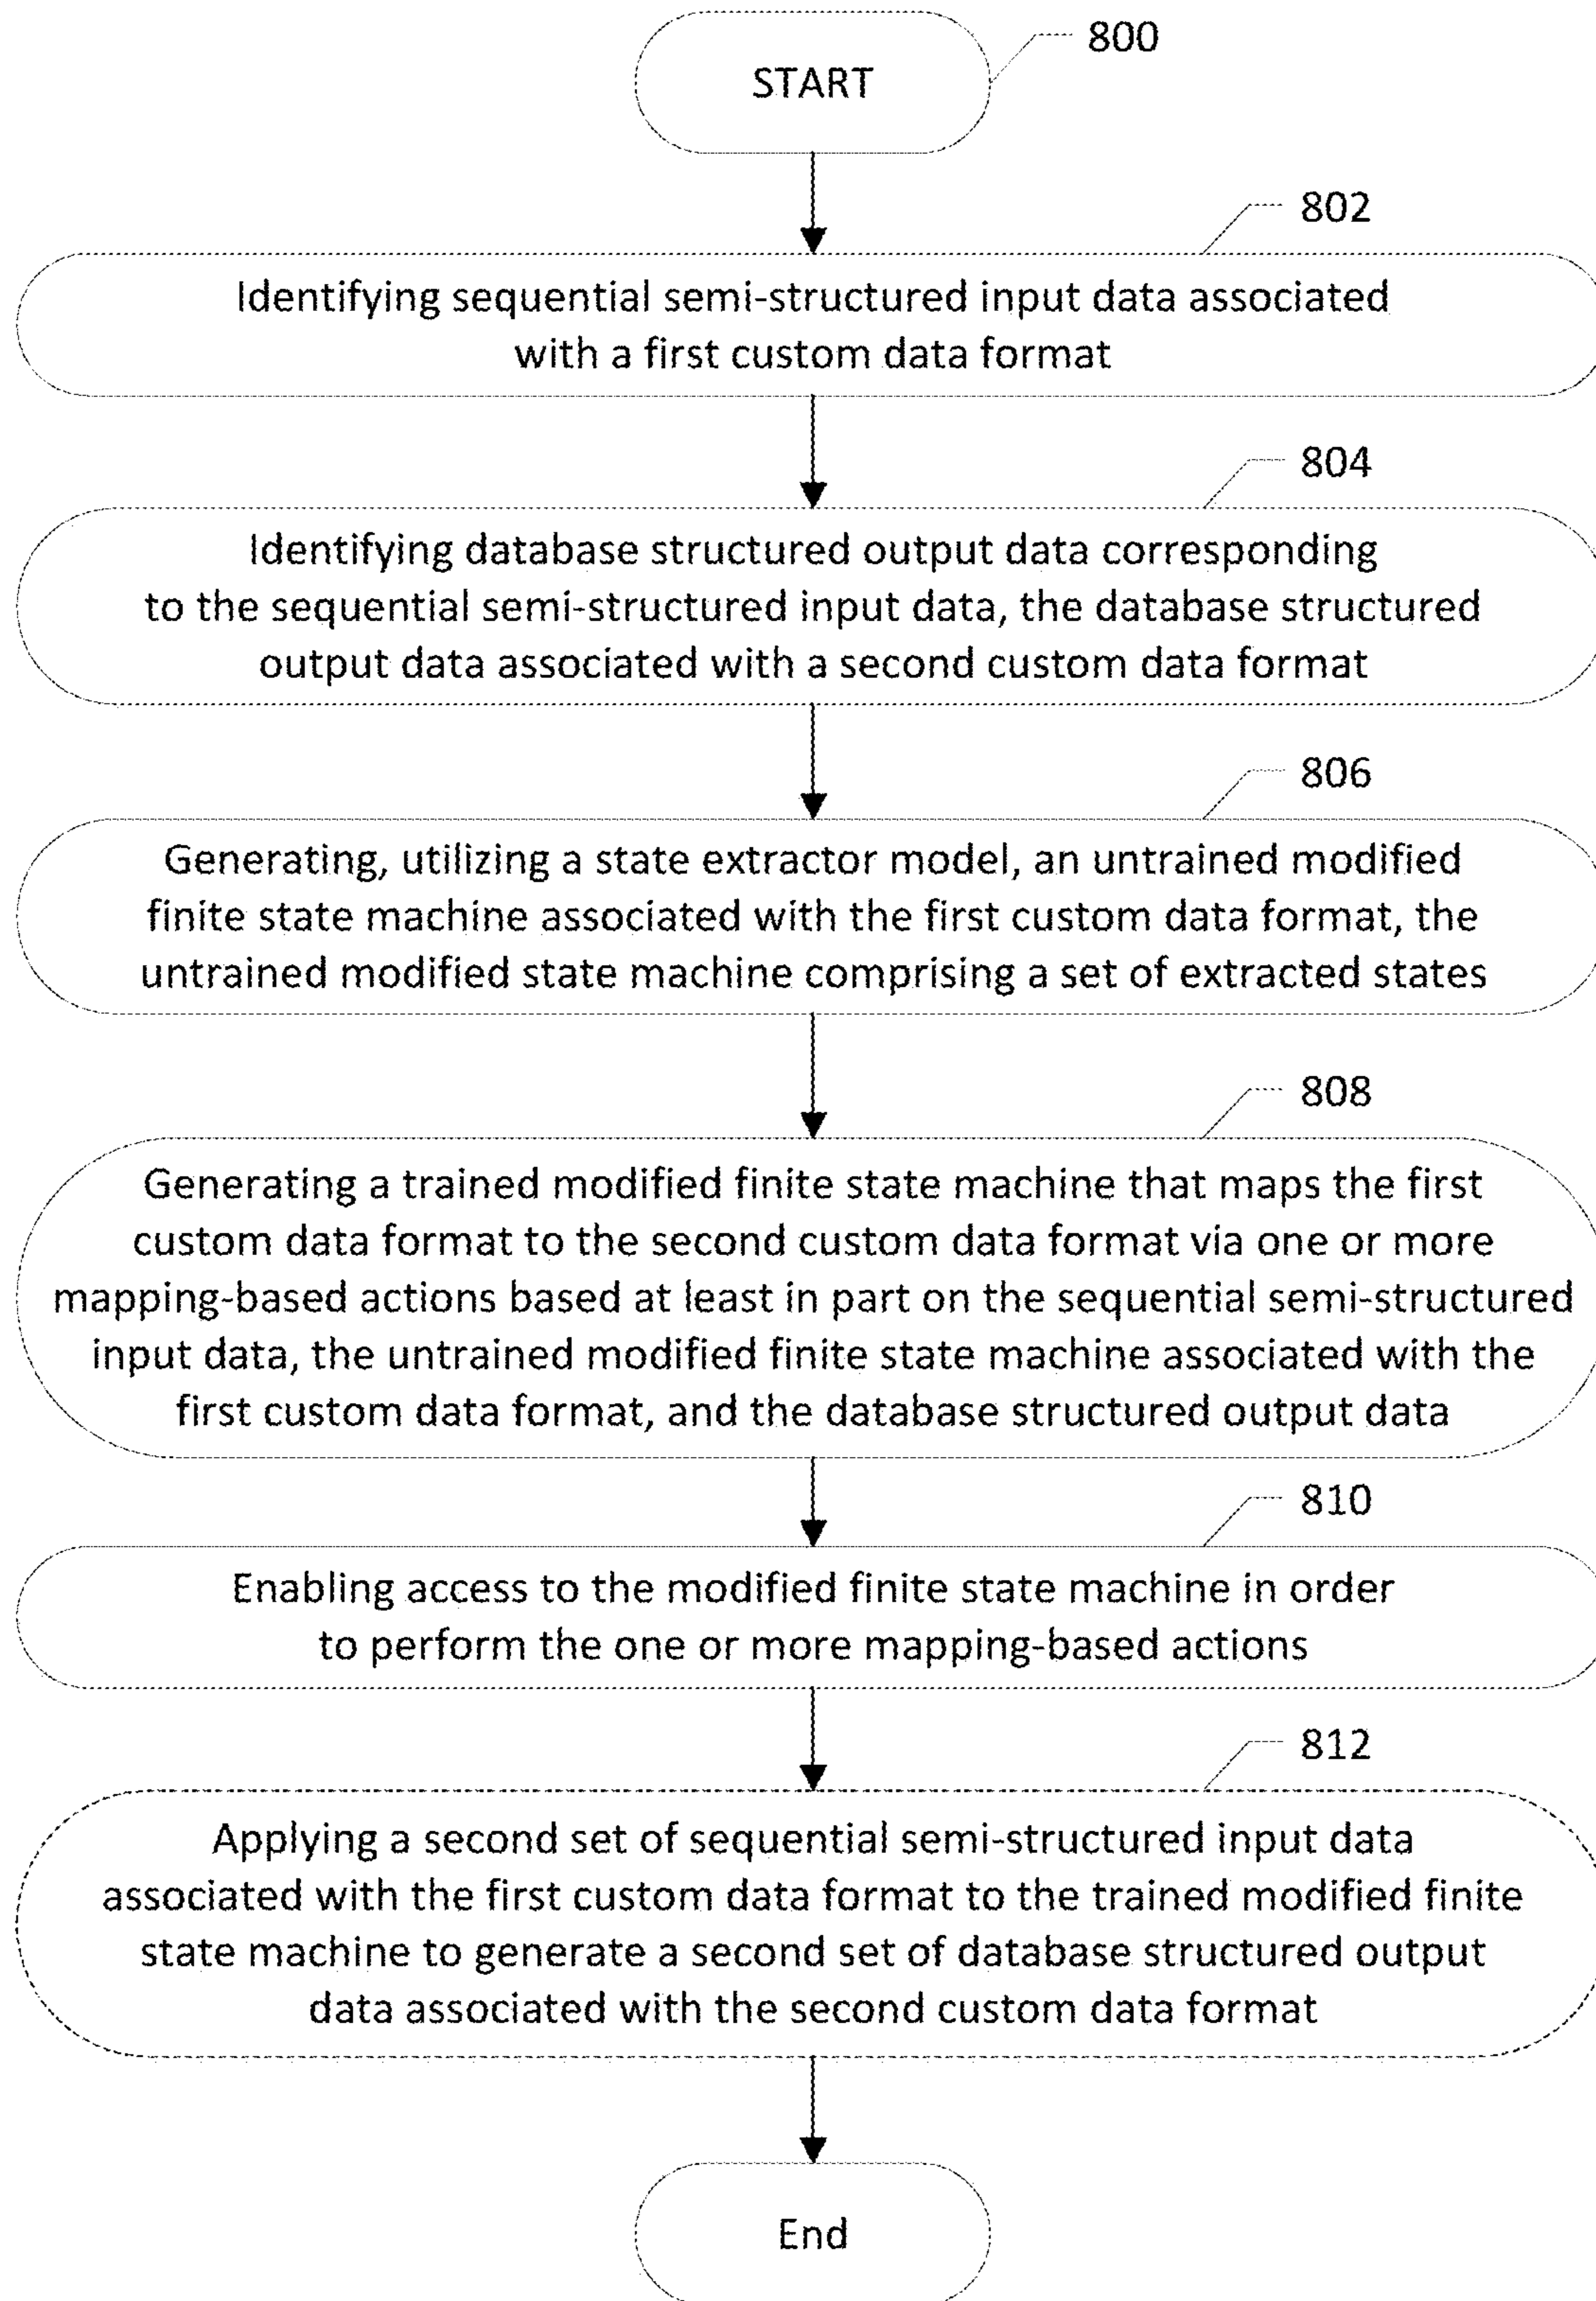 800
START
802
Identifying sequential semi-structured input data associated
with a first custom data format
804
Identifying database structured output data corresponding
to the sequential semi-structured input data, the database structured
output data associated with a second custom data format
806
Generating, utilizing a state extractor model, an untrained modified
finite state machine associated with the first custom data format, the
untrained modified state machine comprising a set of extracted states
808
Generating a trained modified finite state machine that maps the first
custom data format to the second custom data format via one or more
mapping-based actions based at least in part on the sequential semi-structured
input data, the untrained modified finite state machine associated with the
first custom data format, and the database structured output data
810
Enabling access to the modified finite state machine in order
to perform the one or more mapping-based actions
812
Applying a second set of sequential semi-structured input data
associated with the first custom data format to the trained modified finite
state machine to generate a second set of database structured output
data associated with the second custom data format
End